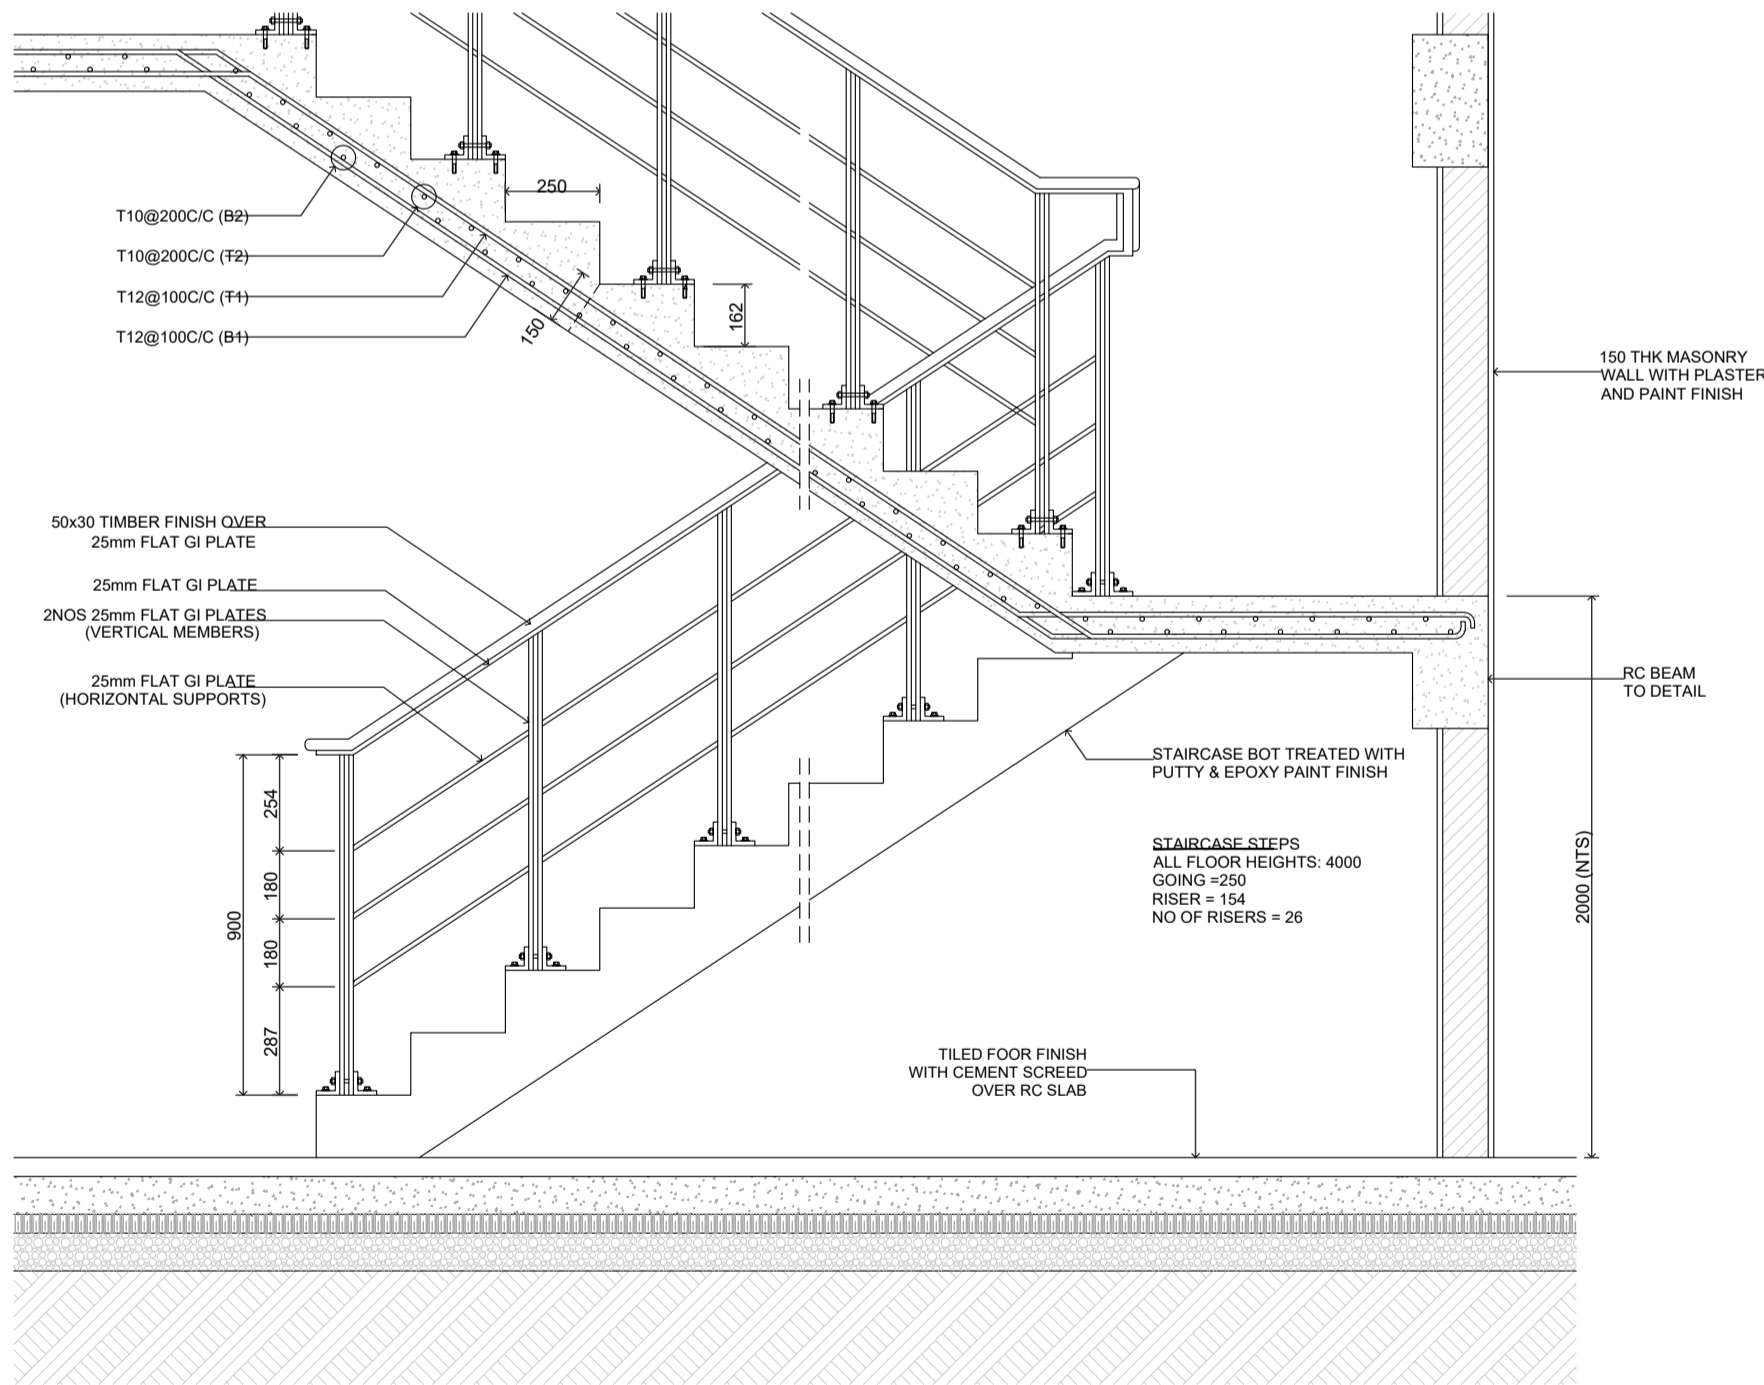 250
T10@200C/C (B2)
T10@200C/C (T2)
T12@100C/C (T1)
T12@100C/C (B1)
150
162
150 THK MASONRY
WALL WITH PLASTER
AND PAINT FINISH
50x30 TIMBER FINISH OVER
25mm FLAT GI PLATE
25mm FLAT GI PLATE
2NOS 25mm FLAT GI PLATES
(VERTICAL MEMBERS)
25mm FLAT GI PLATE
(HORIZONTAL SUPPORTS)
RC BEAM
TO DETAIL
STAIRCASE BOT TREATED WITH
PUTTY & EPOXY PAINT FINISH
254
180
180
287
900
STAIRCASE STEPS
ALL FLOOR HEIGHTS: 4000
GOING =250
RISER = 154
NO OF RISERS = 26
2000 (NTS)
TILED FOOR FINISH
WITH CEMENT SCREED
OVER RC SLAB